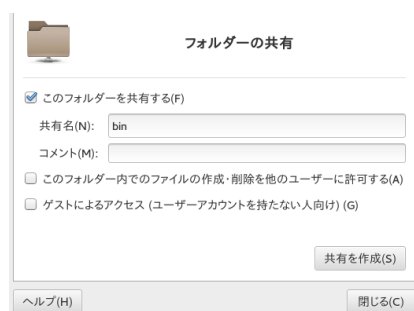 フォルダーの共有
このフォルダーを共有する(F)
共有名(N): bin
コメント(M):
このフォルダー内でのファイルの作成・削除を他のユーザーに許可する(A)
ゲストによるアクセス (ユーザーアカウントを持たない人向け) (G)
共有を作成(S)
ヘルプ(H) 閉じる(C)